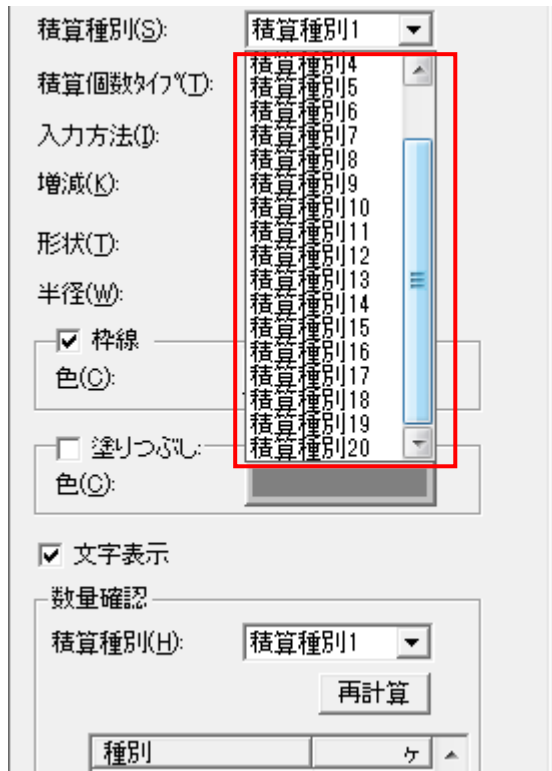 積算種別(S): 積算種別1
積算個数ﾀｲﾌﾟ(T):
入力方法(I):
増減(K):
形状(T):
半径(W):
積算種別4
積算種別5
積算種別6
積算種別7
積算種別8
積算種別9
積算種別10
積算種別11
積算種別12
積算種別13
積算種別14
積算種別15
積算種別16
積算種別17
積算種別18
積算種別19
積算種別20
枠線
色(C):
塗りつぶし:
色(C):
文字表示
数量確認
積算種別(H): 積算種別1
再計算
種別 ヶ